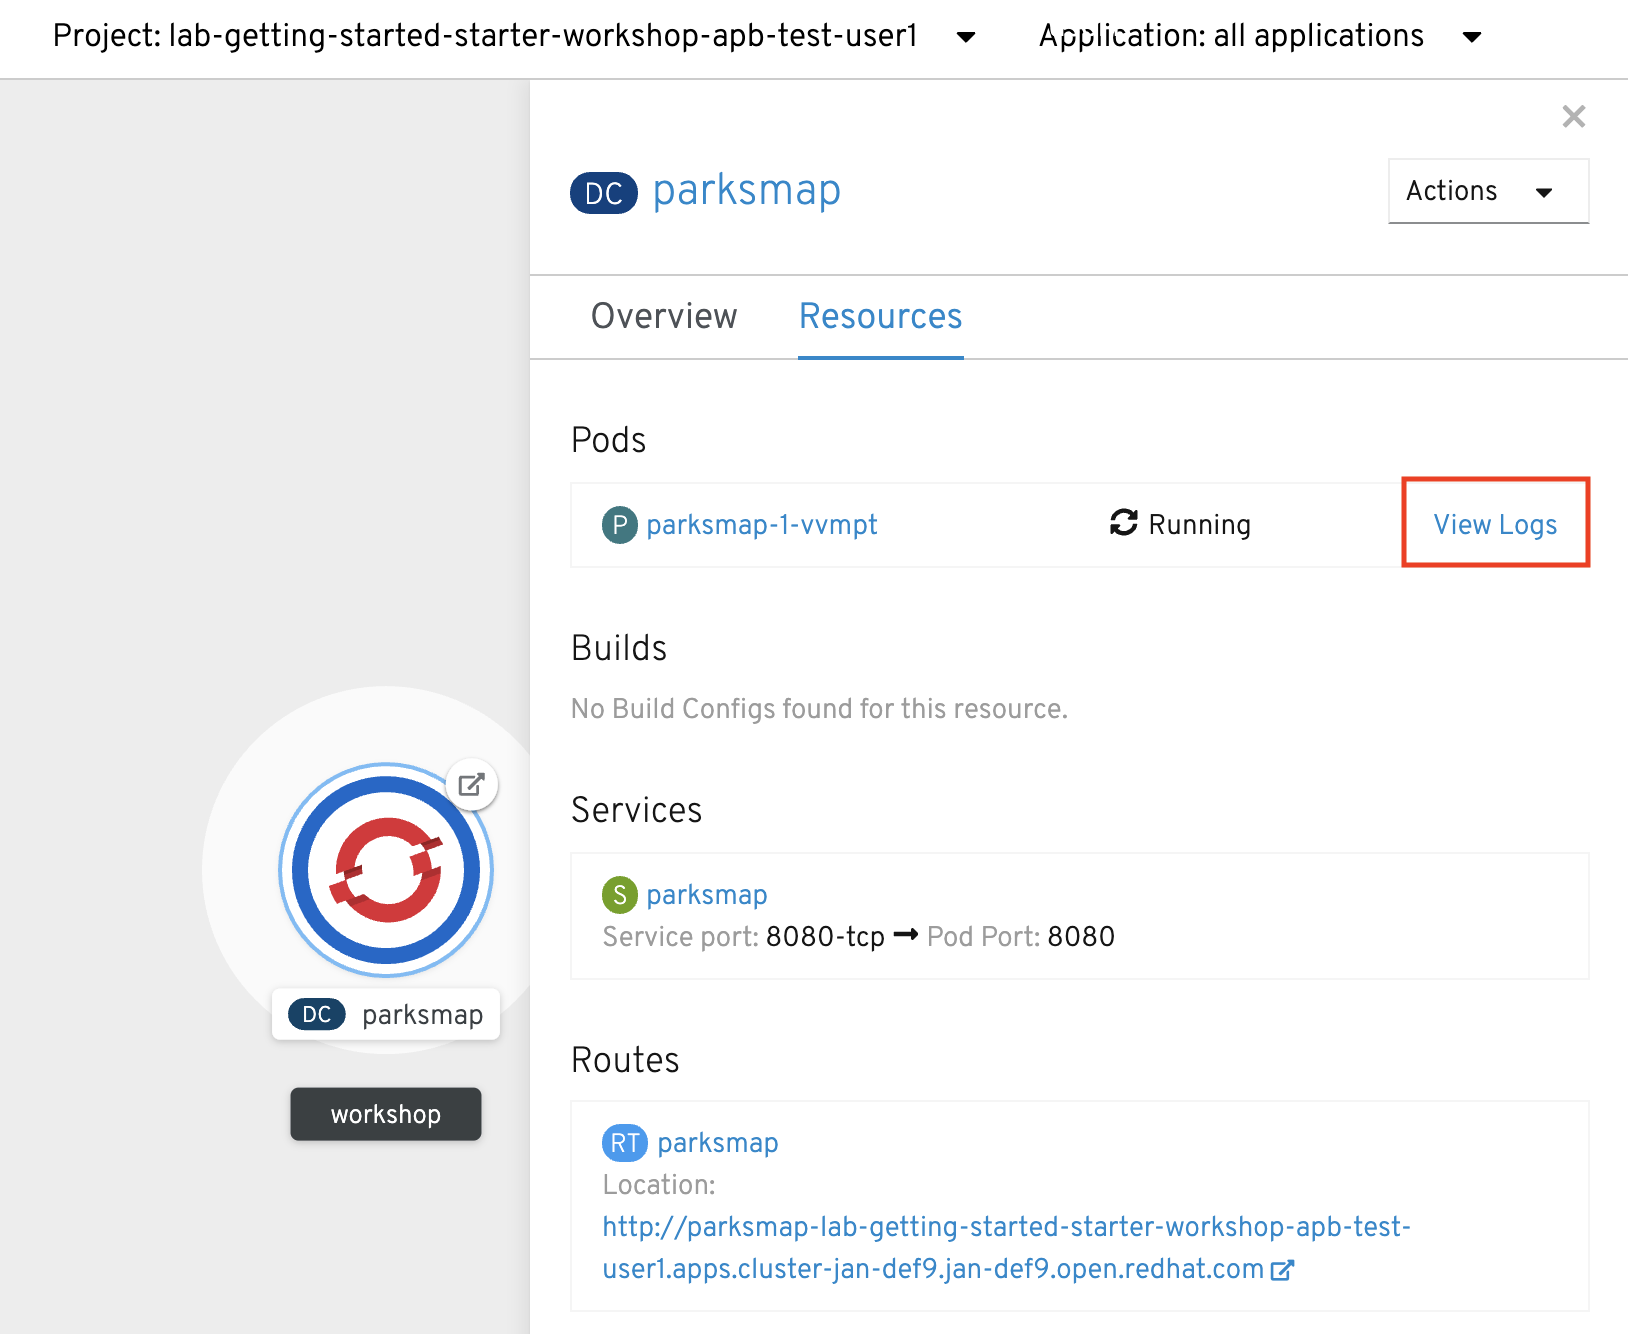 Project: lab-getting-started-starter-workshop-apb-test-user1
Application: all applications
DC parksmap
Actions
Overview
Resources
Pods
P parksmap-1-vvmpt
Running
View Logs
Builds
No Build Configs found for this resource.
Services
S parksmap
Service port: 8080-tcp → Pod Port: 8080
Routes
RT parksmap
Location:
http://parksmap-lab-getting-started-starter-workshop-apb-test-
user1.apps.cluster-jan-def9.jan-def9.open.redhat.com
DC parksmap
workshop